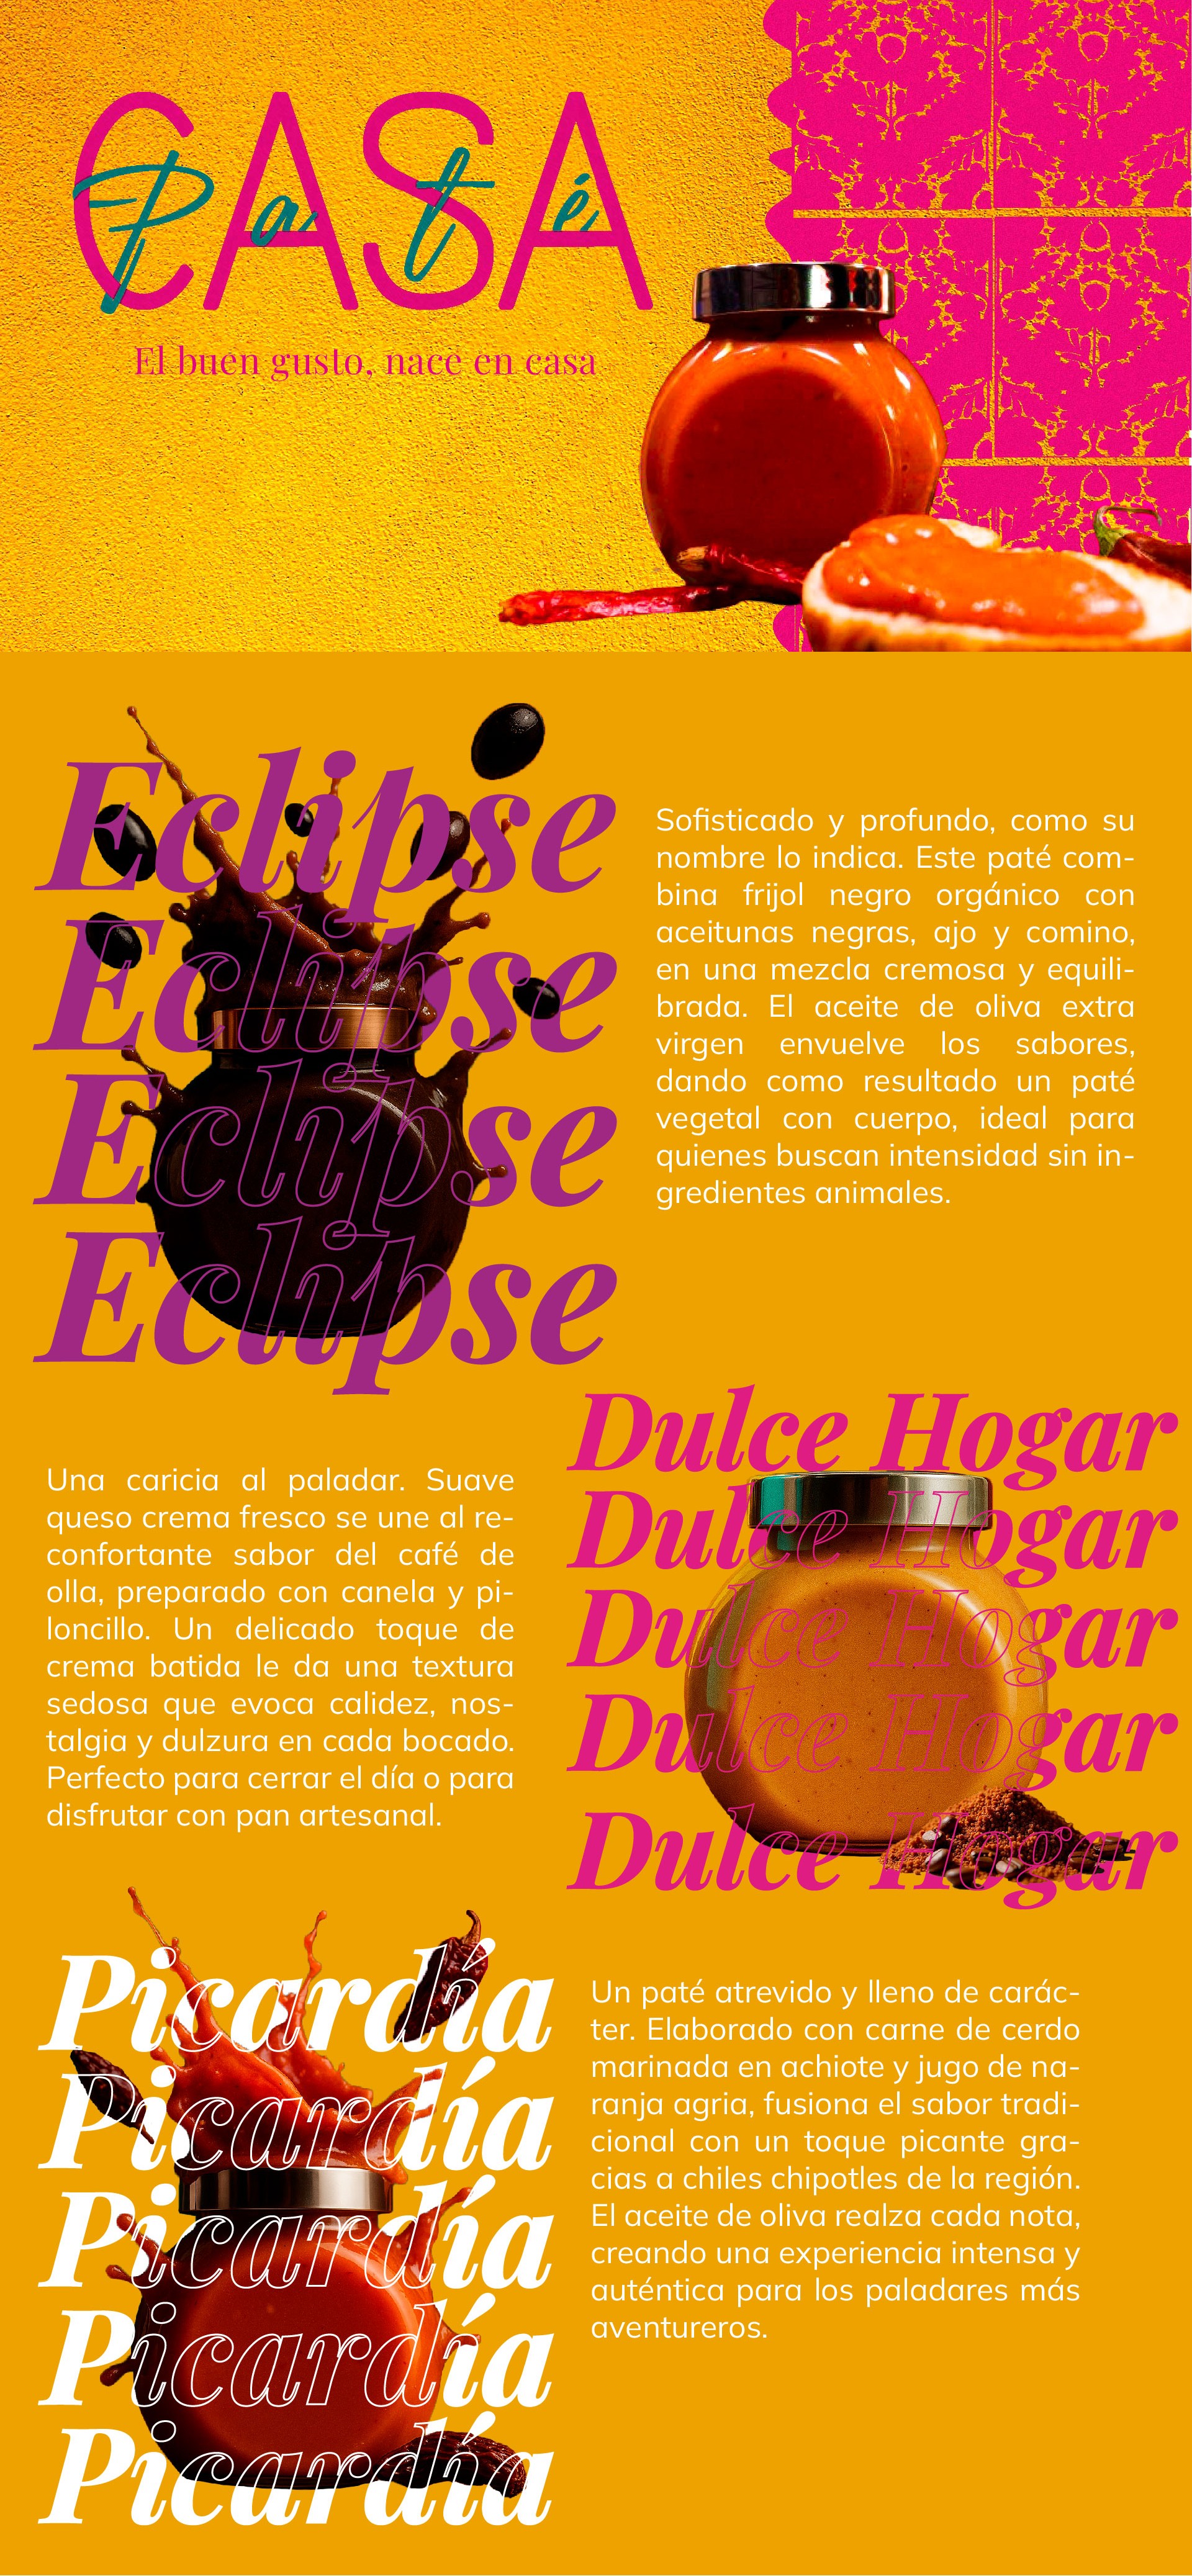 CASA
Paté
El buen gusto, nace en casa
Eclipse
Eclipse
Eclipse
Eclipse
Sofisticado y profundo, como su
nombre lo indica. Este paté com-
bina frijol negro orgánico con
aceitunas negras, ajo y comino,
en una mezcla cremosa y equili-
brada. El aceite de oliva extra
virgen envuelve los sabores,
dando como resultado un paté
vegetal con cuerpo, ideal para
quienes buscan intensidad sin in-
gredientes animales.
Dulce Hogar
Dulce Hogar
Dulce Hogar
Dulce Hogar
Dulce Hogar
Una caricia al paladar. Suave
queso crema fresco se une al re-
confortante sabor del café de
olla, preparado con canela y pi-
loncillo. Un delicado toque de
crema batida le da una textura
sedosa que evoca calidez, nos-
talgia y dulzura en cada bocado.
Perfecto para cerrar el día o para
disfrutar con pan artesanal.
Picardía
Picardía
Picardía
Picardía
Picardía
Un paté atrevido y lleno de carác-
ter. Elaborado con carne de cerdo
marinada en achiote y jugo de na-
ranja agria, fusiona el sabor tradi-
cional con un toque picante gra-
cias a chiles chipotles de la región.
El aceite de oliva realza cada nota,
creando una experiencia intensa y
auténtica para los paladares más
aventureros.